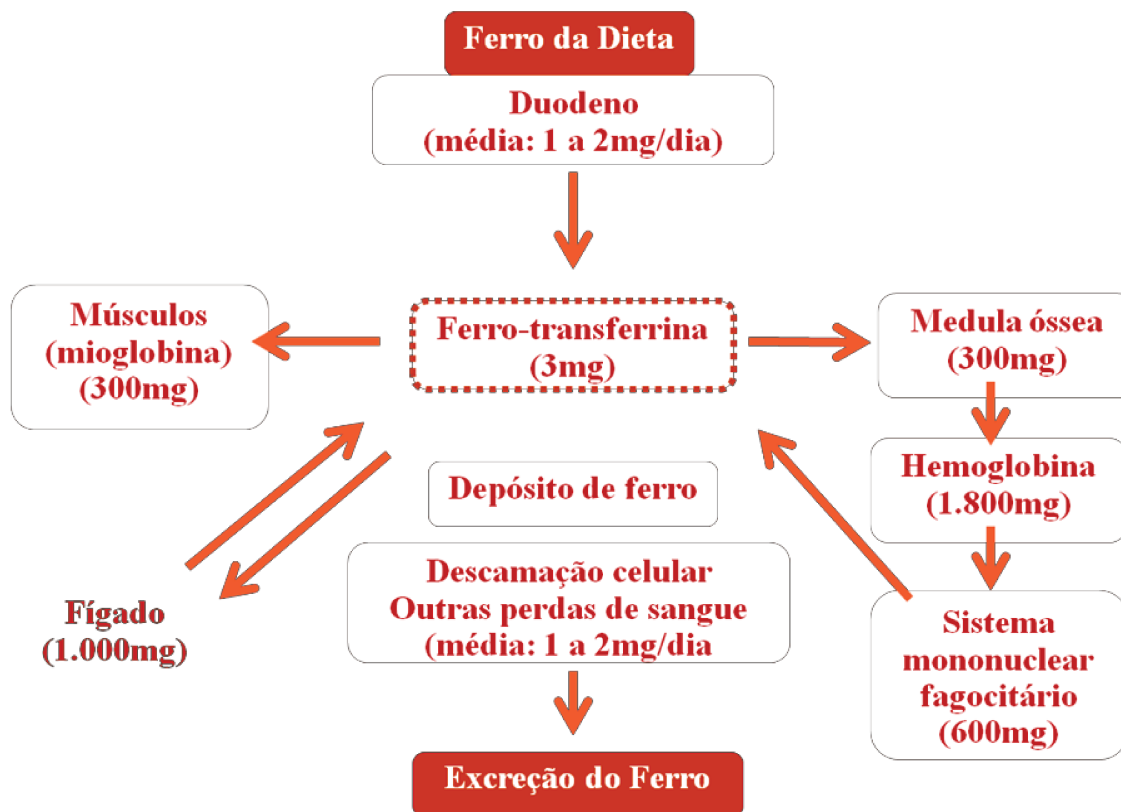 Ferro da Dieta
Duodeno
(média: 1 a 2mg/dia)
Músculos
(mioglobina)
(300mg)
Ferro-transferrina
(3mg)
Medula óssea
(300mg)
Hemoglobina
(1.800mg)
Depósito de ferro
Descamação celular
Outras perdas de sangue
(média: 1 a 2mg/dia
Fígado
(1.000mg)
Sistema
mononuclear
fagocitário
(600mg)
Excreção do Ferro